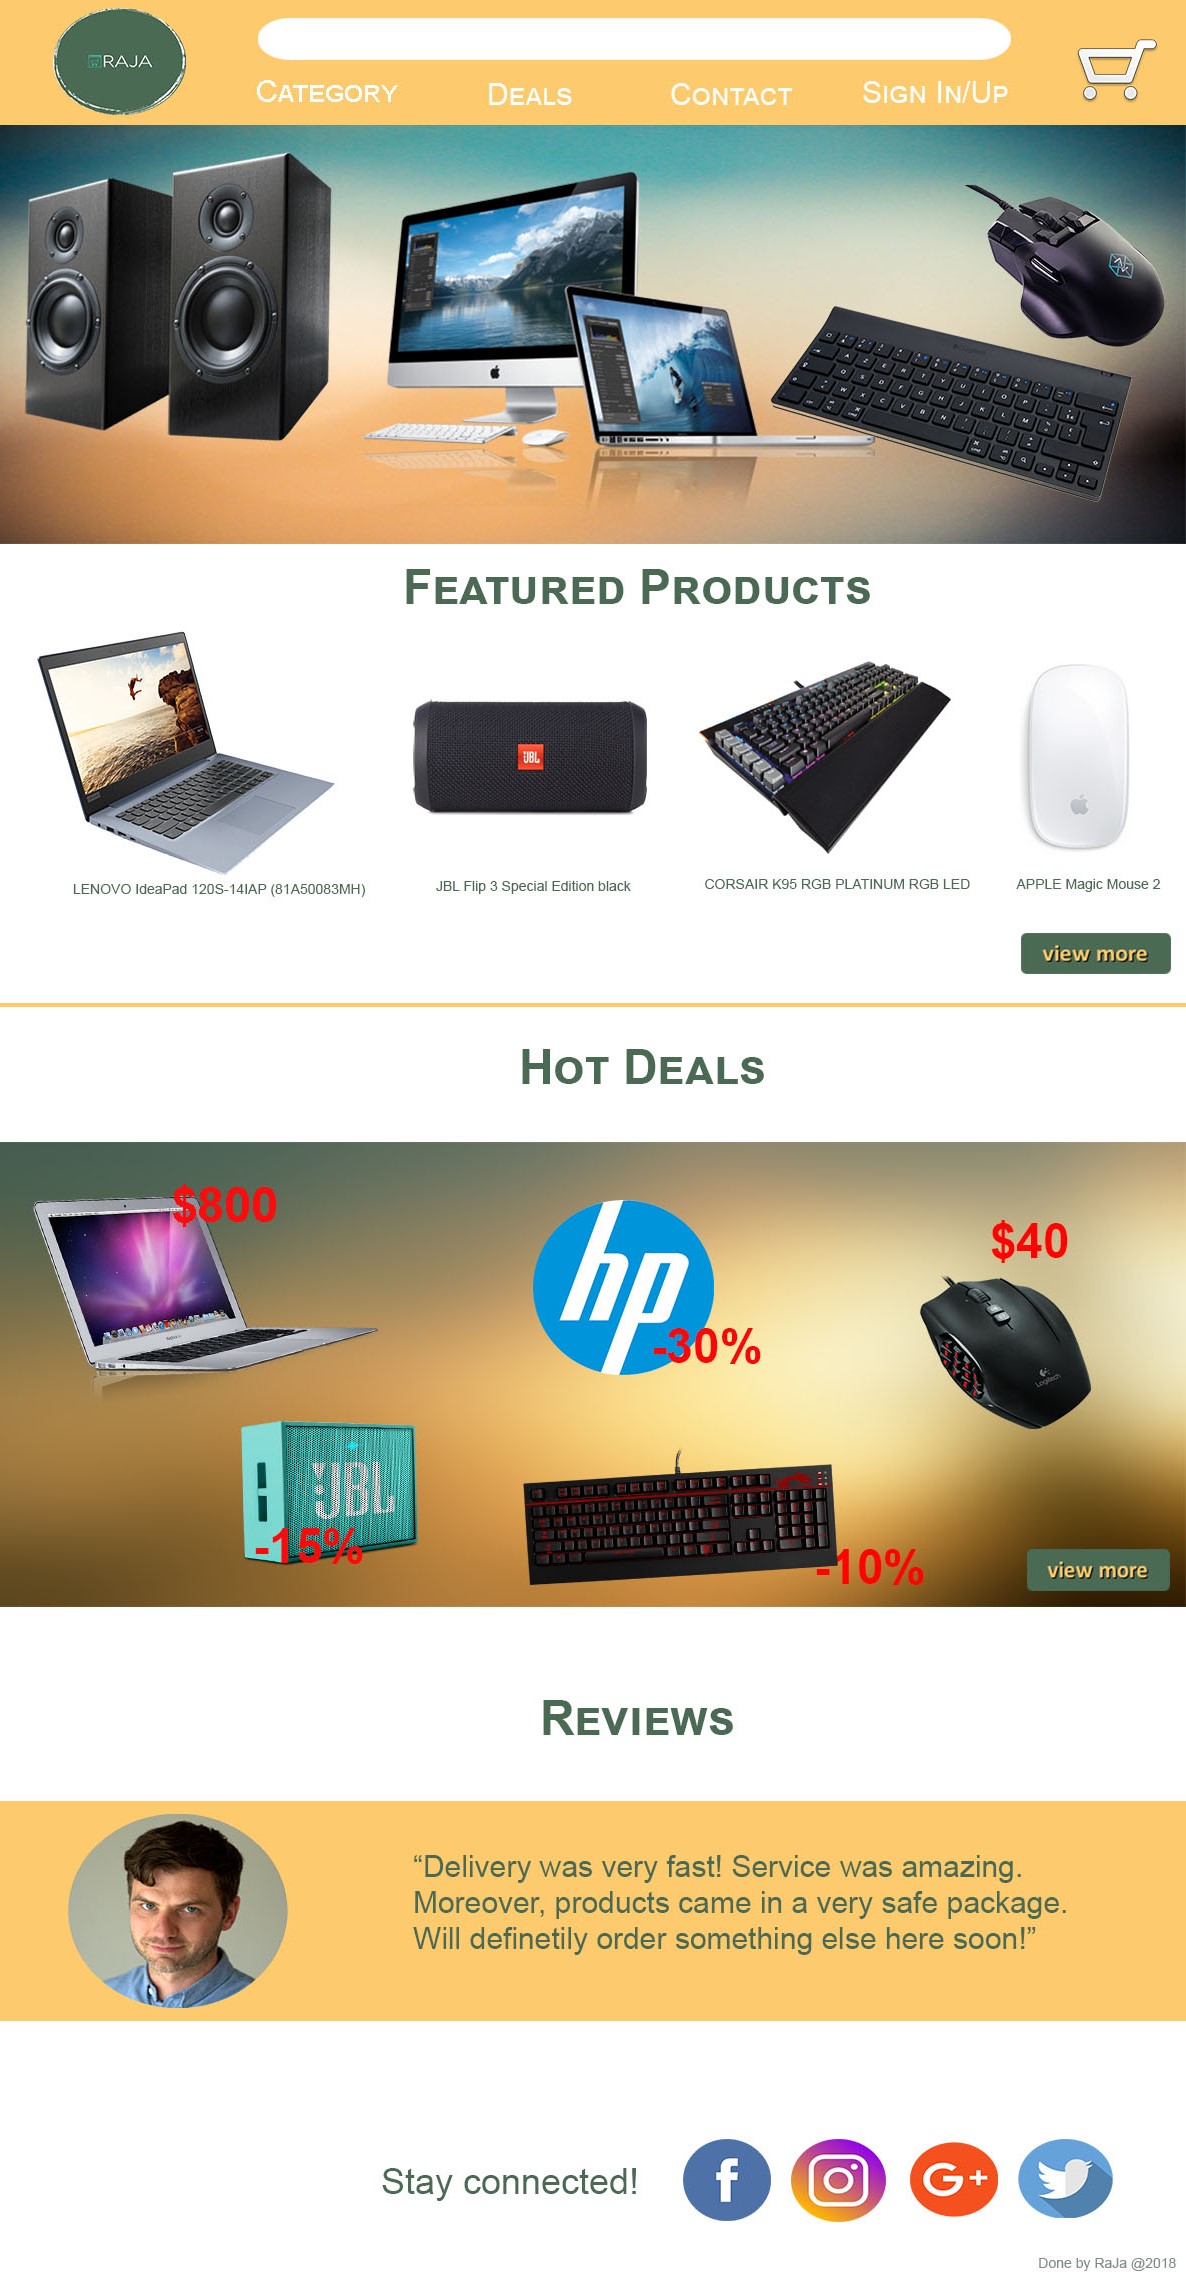 RAJA
CATEGORY
DEALS
CONTACT
SIGN IN/UP
FEATURED PRODUCTS
JBL
LENOVO IdeaPad 120S-14IAP (81A50083MH)
JBL Flip 3 Special Edition black
CORSAIR K95 RGB PLATINUM RGB LED
APPLE Magic Mouse 2
view more
HOT DEALS
$800
hp
-30%
$40
Logitech
JBL
-15%
-10%
view more
REVIEWS
“Delivery was very fast! Service was amazing.
Moreover, products came in a very safe package.
Will definetily order something else here soon!”
Stay connected!
f
G+
Done by RaJa @2018